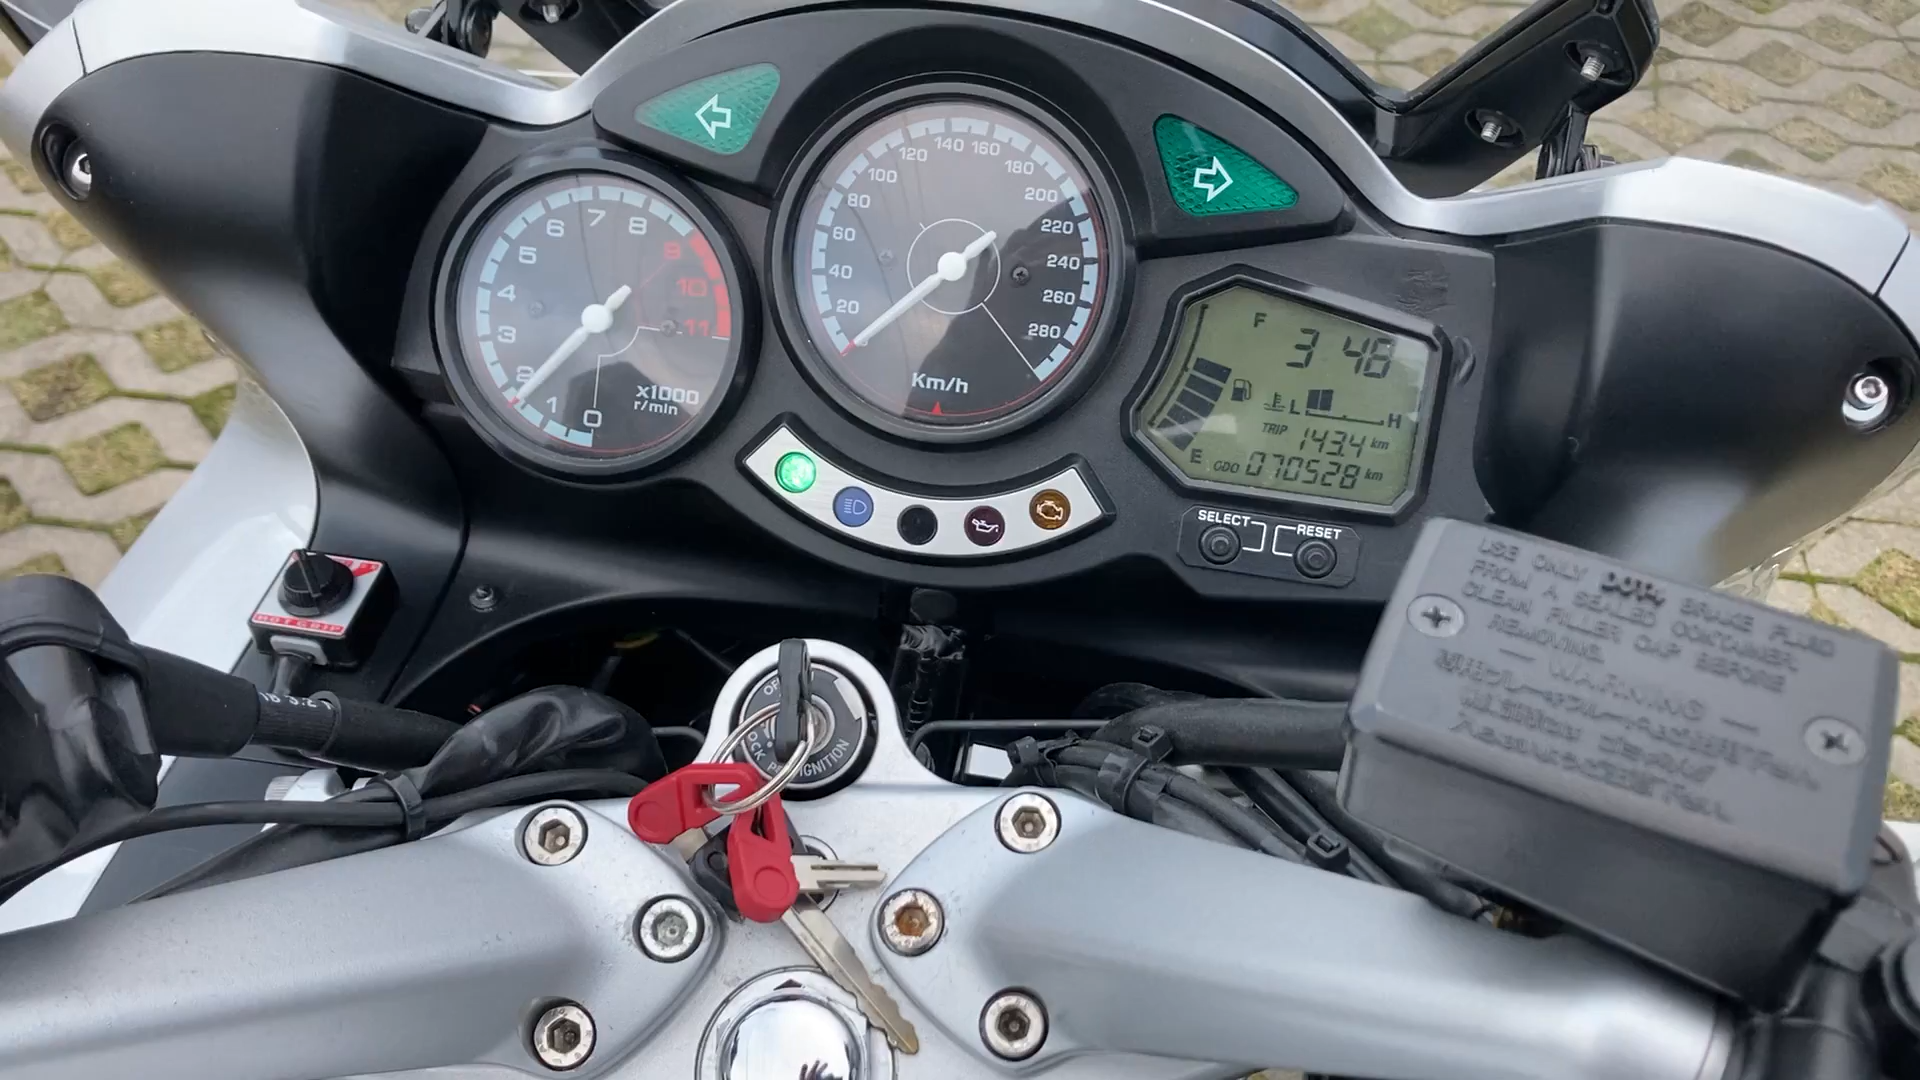 0
1
2
3
4
5
6
7
8
9
10
11
x1000
r/min
20
40
60
80
100
120
140
160
180
200
220
240
260
280
Km/h
F
3 48
L
H
TRIP 143.4 km
E
ODO 070528 km
SELECT
RESET
HOT GRIP
IGNITION
USE ONLY DOT4 BRAKE FLUID
FROM A SEALED CONTAINER.
CLEAN FILLER CAP BEFORE
REMOVING.
— WARNING —